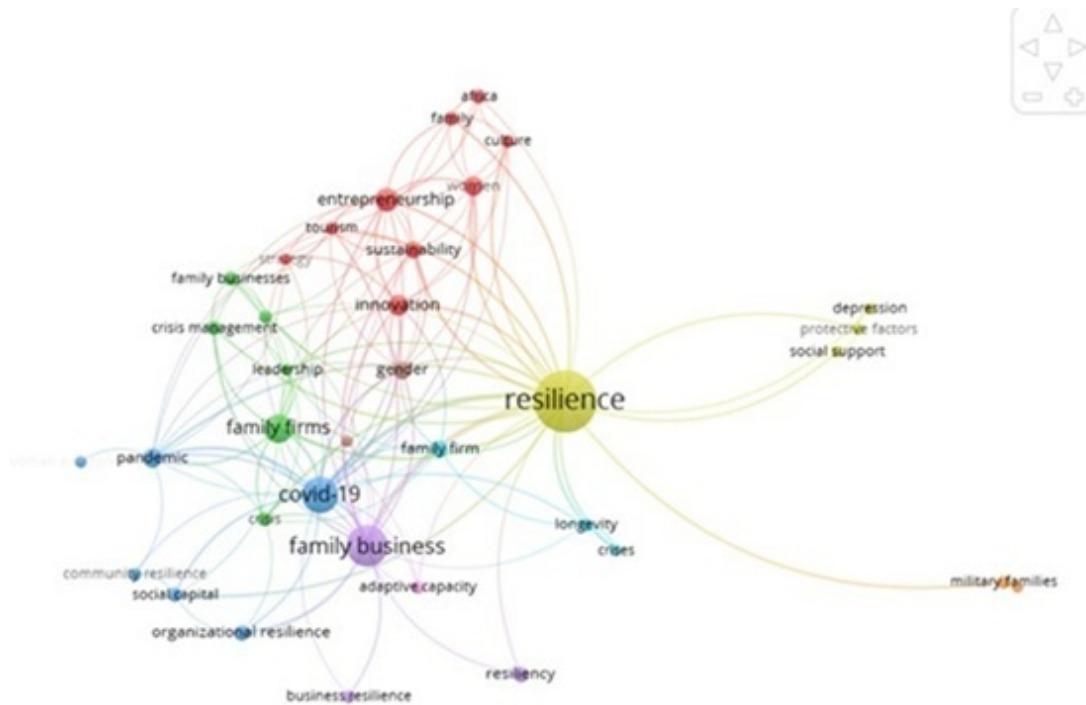 africa
family
culture
women
entrepreneurship
tourism
sustainability
strategy
family businesses
innovation
crisis management
depression
protective factors
social support
leadership
gender
resilience
family firms
family firm
pandemic
covid-19
crisis
longevity
family business
crises
community resilience
military families
adaptive capacity
social capital
organizational resilience
resiliency
business resilience